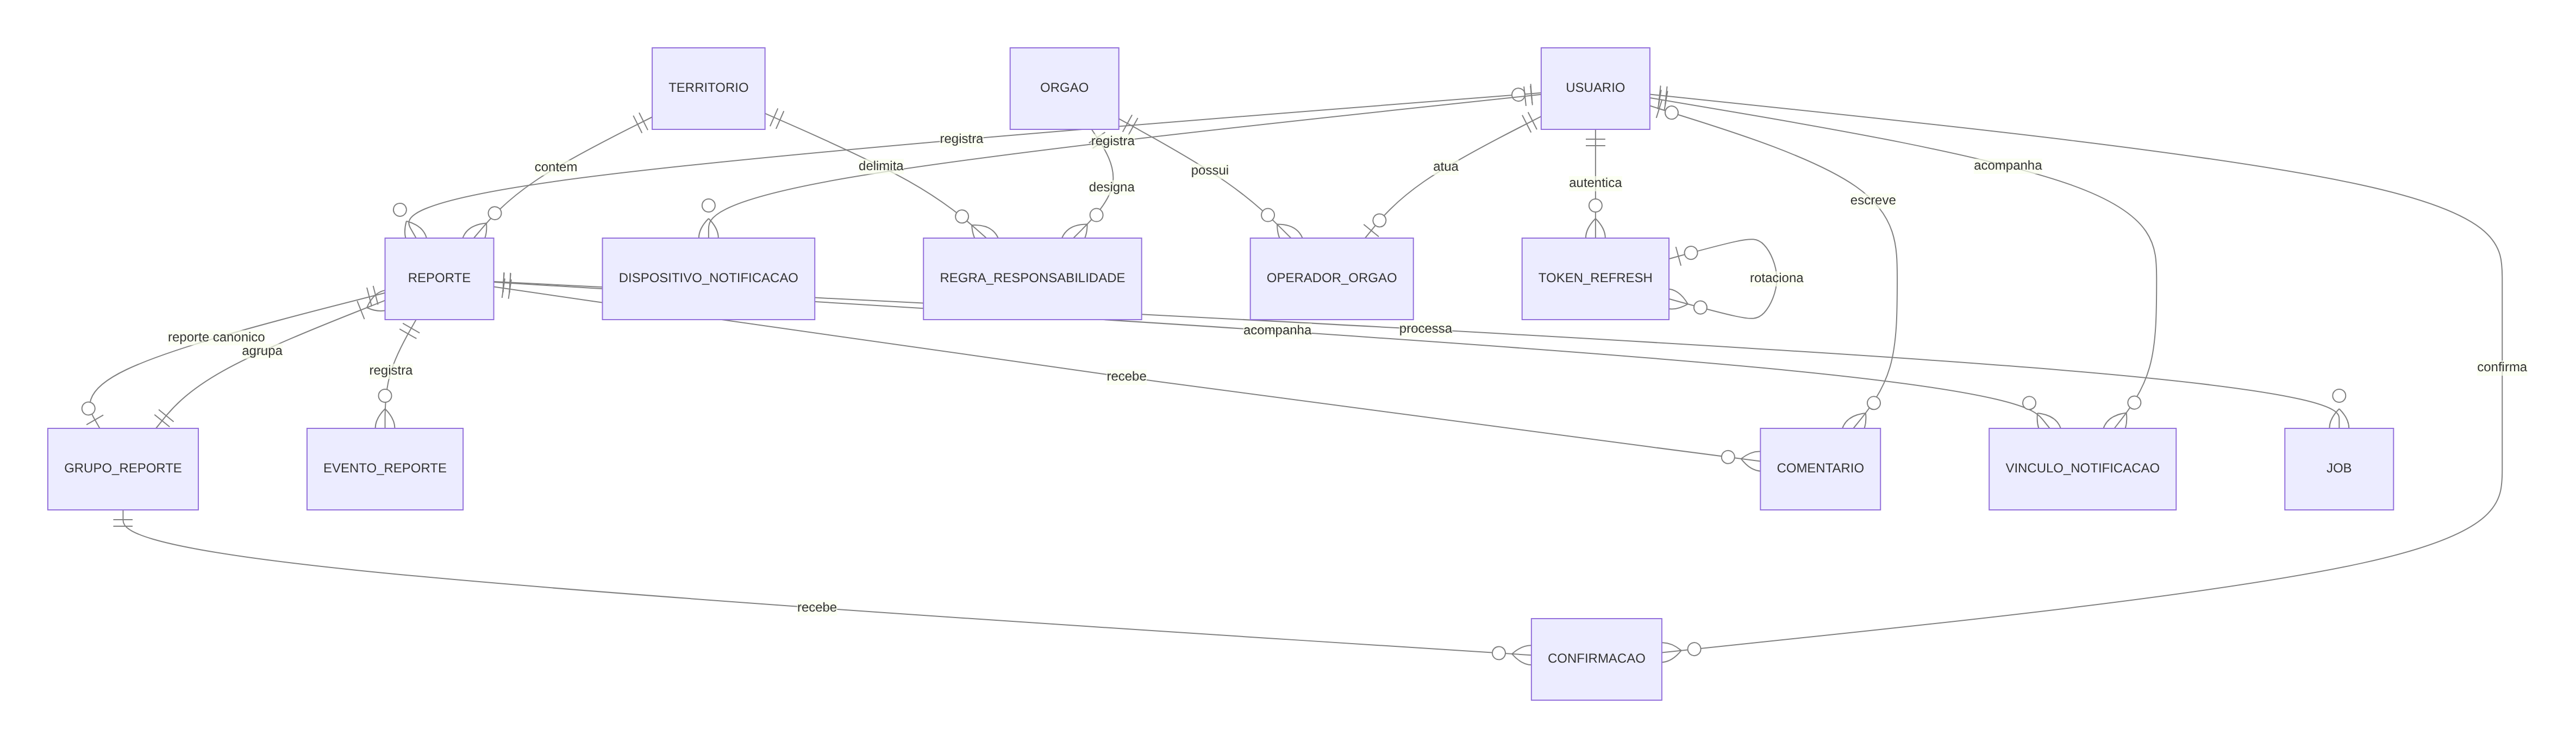 TERRITORIO
ORGAO
USUARIO
registra
registra
contem
delimita
possui
atua
acompanha
autentica
designa
escreve
REPORTE
DISPOSITIVO_NOTIFICACAO
REGRA_RESPONSABILIDADE
OPERADOR_ORGAO
TOKEN_REFRESH
rotaciona
reporte canonico
agrupa
acompanha
processa
registra
recebe
confirma
GRUPO_REPORTE
EVENTO_REPORTE
COMENTARIO
VINCULO_NOTIFICACAO
JOB
recebe
CONFIRMACAO